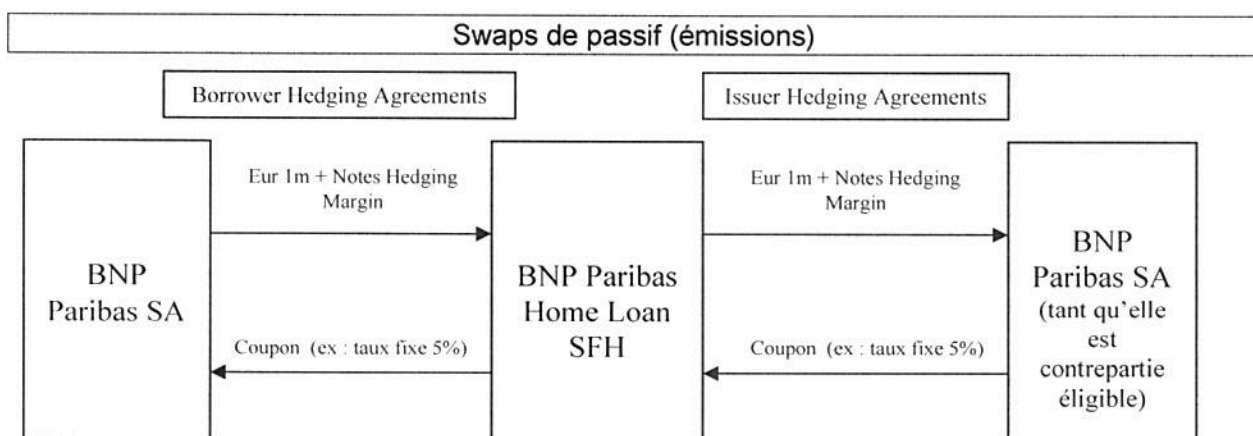 Swaps de passif (émissions)
Borrower Hedging Agreements
Issuer Hedging Agreements
BNP
Paribas SA
Eur 1m + Notes Hedging
Margin
Coupon (ex : taux fixe 5%)
BNP Paribas
Home Loan
SFH
Eur 1m + Notes Hedging
Margin
Coupon (ex : taux fixe 5%)
BNP
Paribas SA
(tant qu'elle
est
contrepartie
éligible)